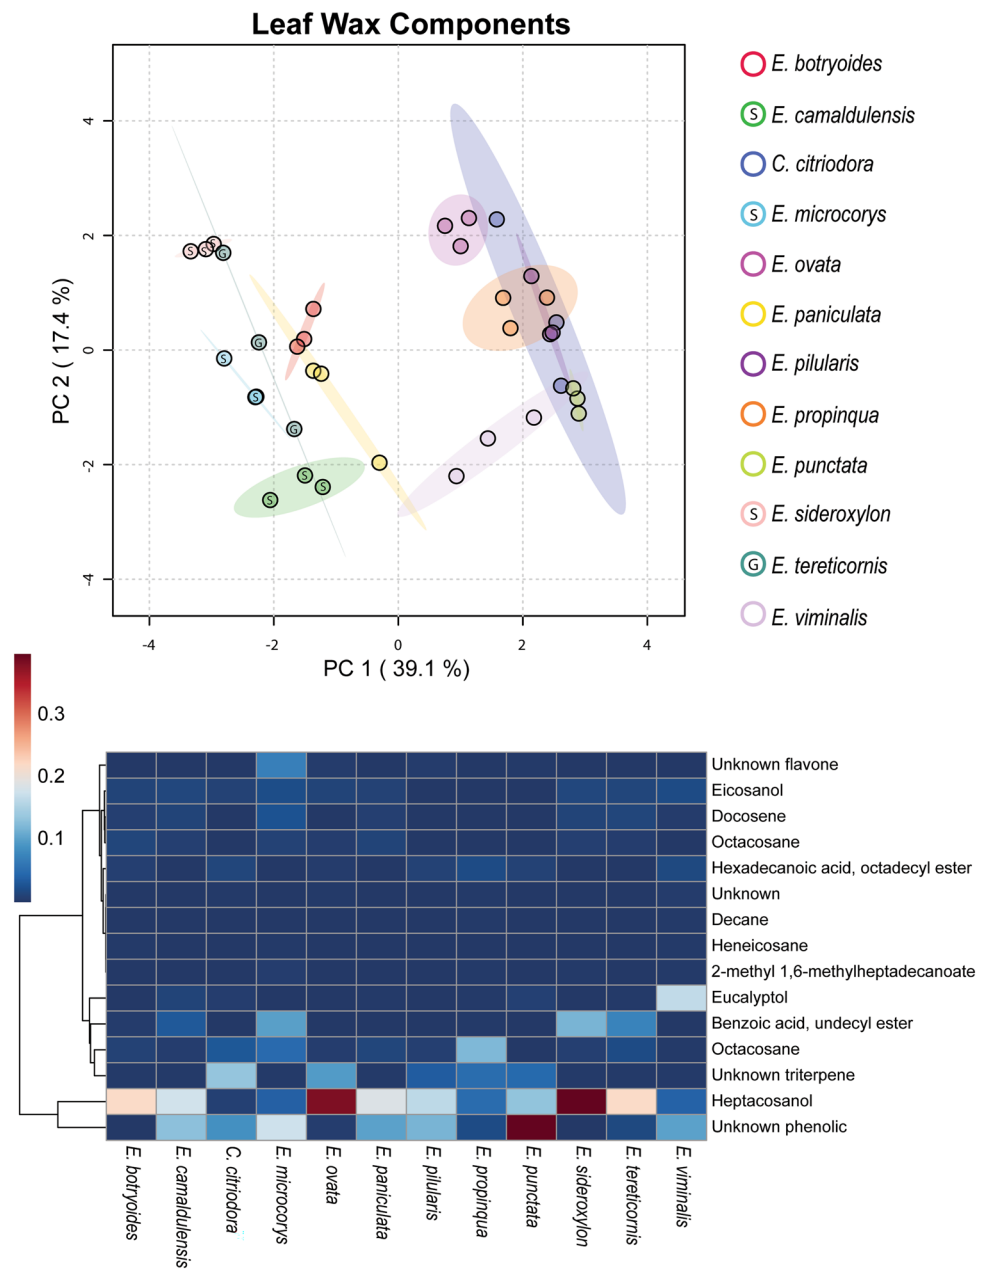 Leaf Wax Components
PC 2 ( 17.4 %)
4
2
0
-2
-4
-4
-2
0
2
4
PC 1 ( 39.1 %)
S
S
S
G
G
S
S
G
S
S
S
E. botryoides
S E. camaldulensis
C. citriodora
S E. microcorys
E. ovata
E. paniculata
E. pilularis
E. propinqua
E. punctata
S E. sideroxylon
G E. tereticornis
E. viminalis
0.3
0.2
0.1
Unknown flavone
Eicosanol
Docosene
Octacosane
Hexadecanoic acid, octadecyl ester
Unknown
Decane
Heneicosane
2-methyl 1,6-methylheptadecanoate
Eucalyptol
Benzoic acid, undecyl ester
Octacosane
Unknown triterpene
Heptacosanol
Unknown phenolic
E. botryoides
E. camaldulensis
C. citriodora
E. microcorys
E. ovata
E. paniculata
E. pilularis
E. propinqua
E. punctata
E. sideroxylon
E. tereticornis
E. viminalis